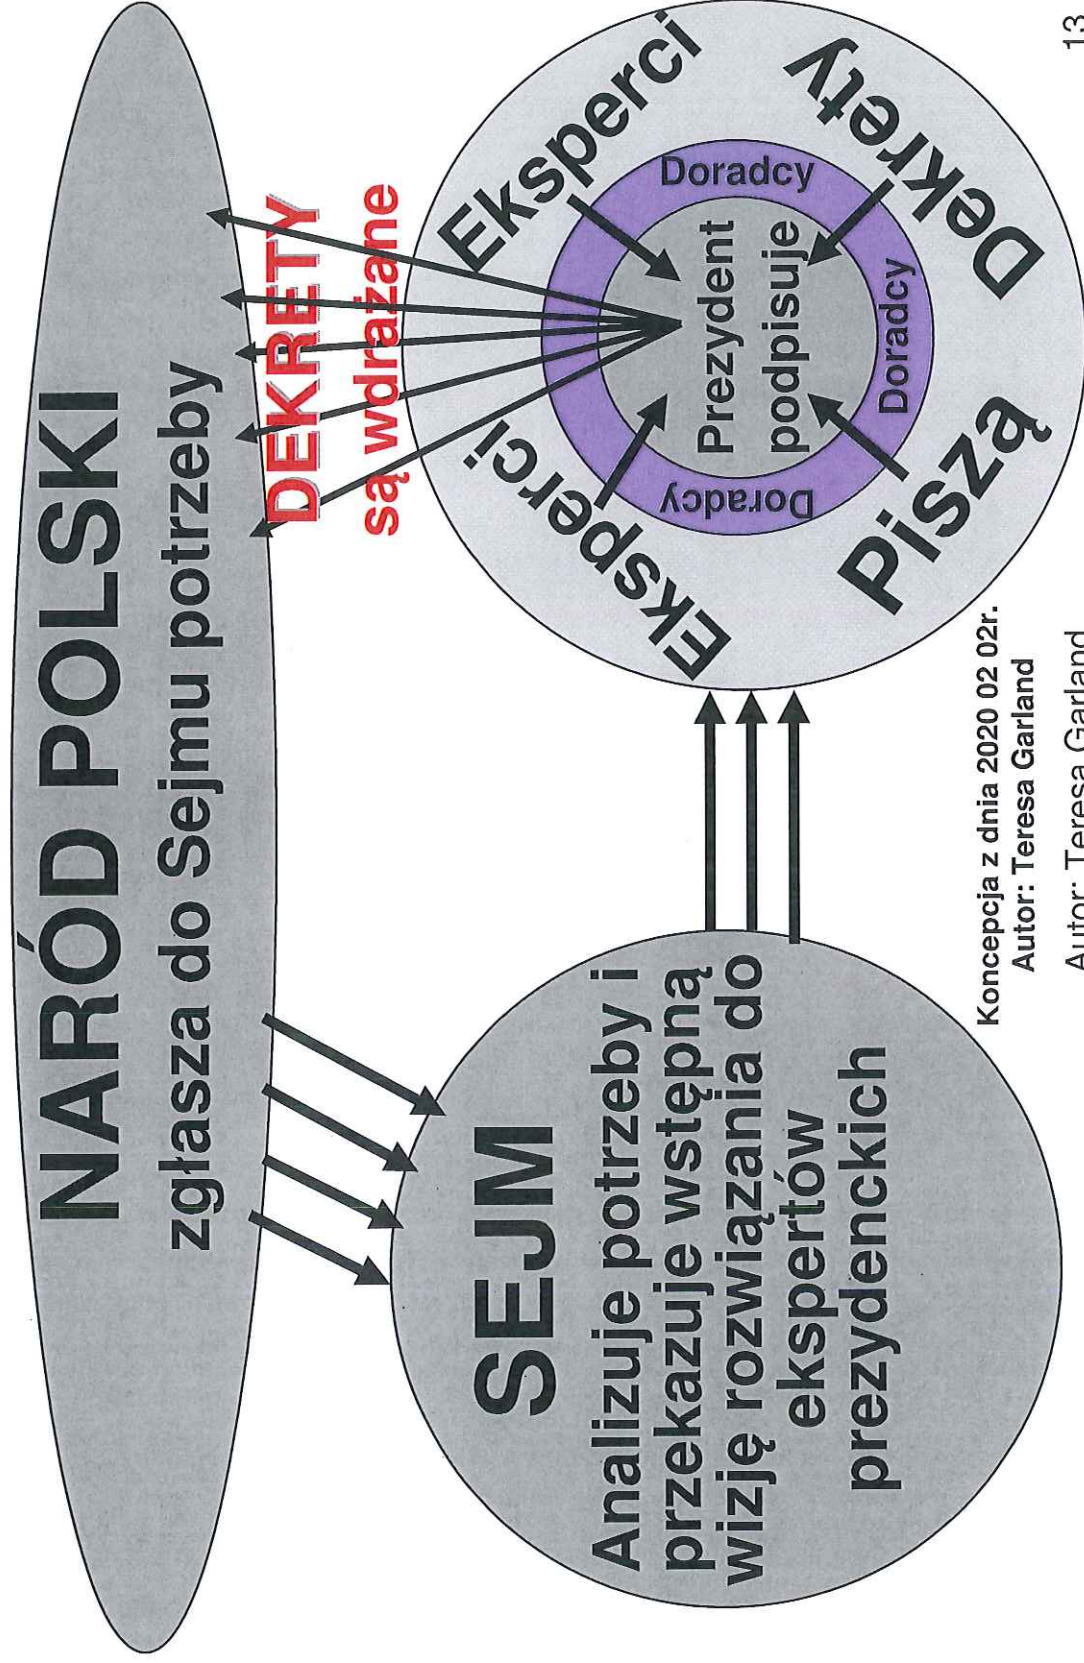 NARÓD POLSKI
zgłasza do Sejmu potrzeby
DEKRETY
są wdrażane
SEJM
Analizuje potrzeby i
przekazuje wstępną
wizję rozwiązania do
ekspertów
prezydenckich
Eksperci
Eksperci
Piszą
Dekrety
Doradcy
Doradcy
Doradcy
Prezydent
podpisuje
Koncepcja z dnia 2020 02 02r.
Autor: Teresa Garland
Autor: Teresa Garland
13